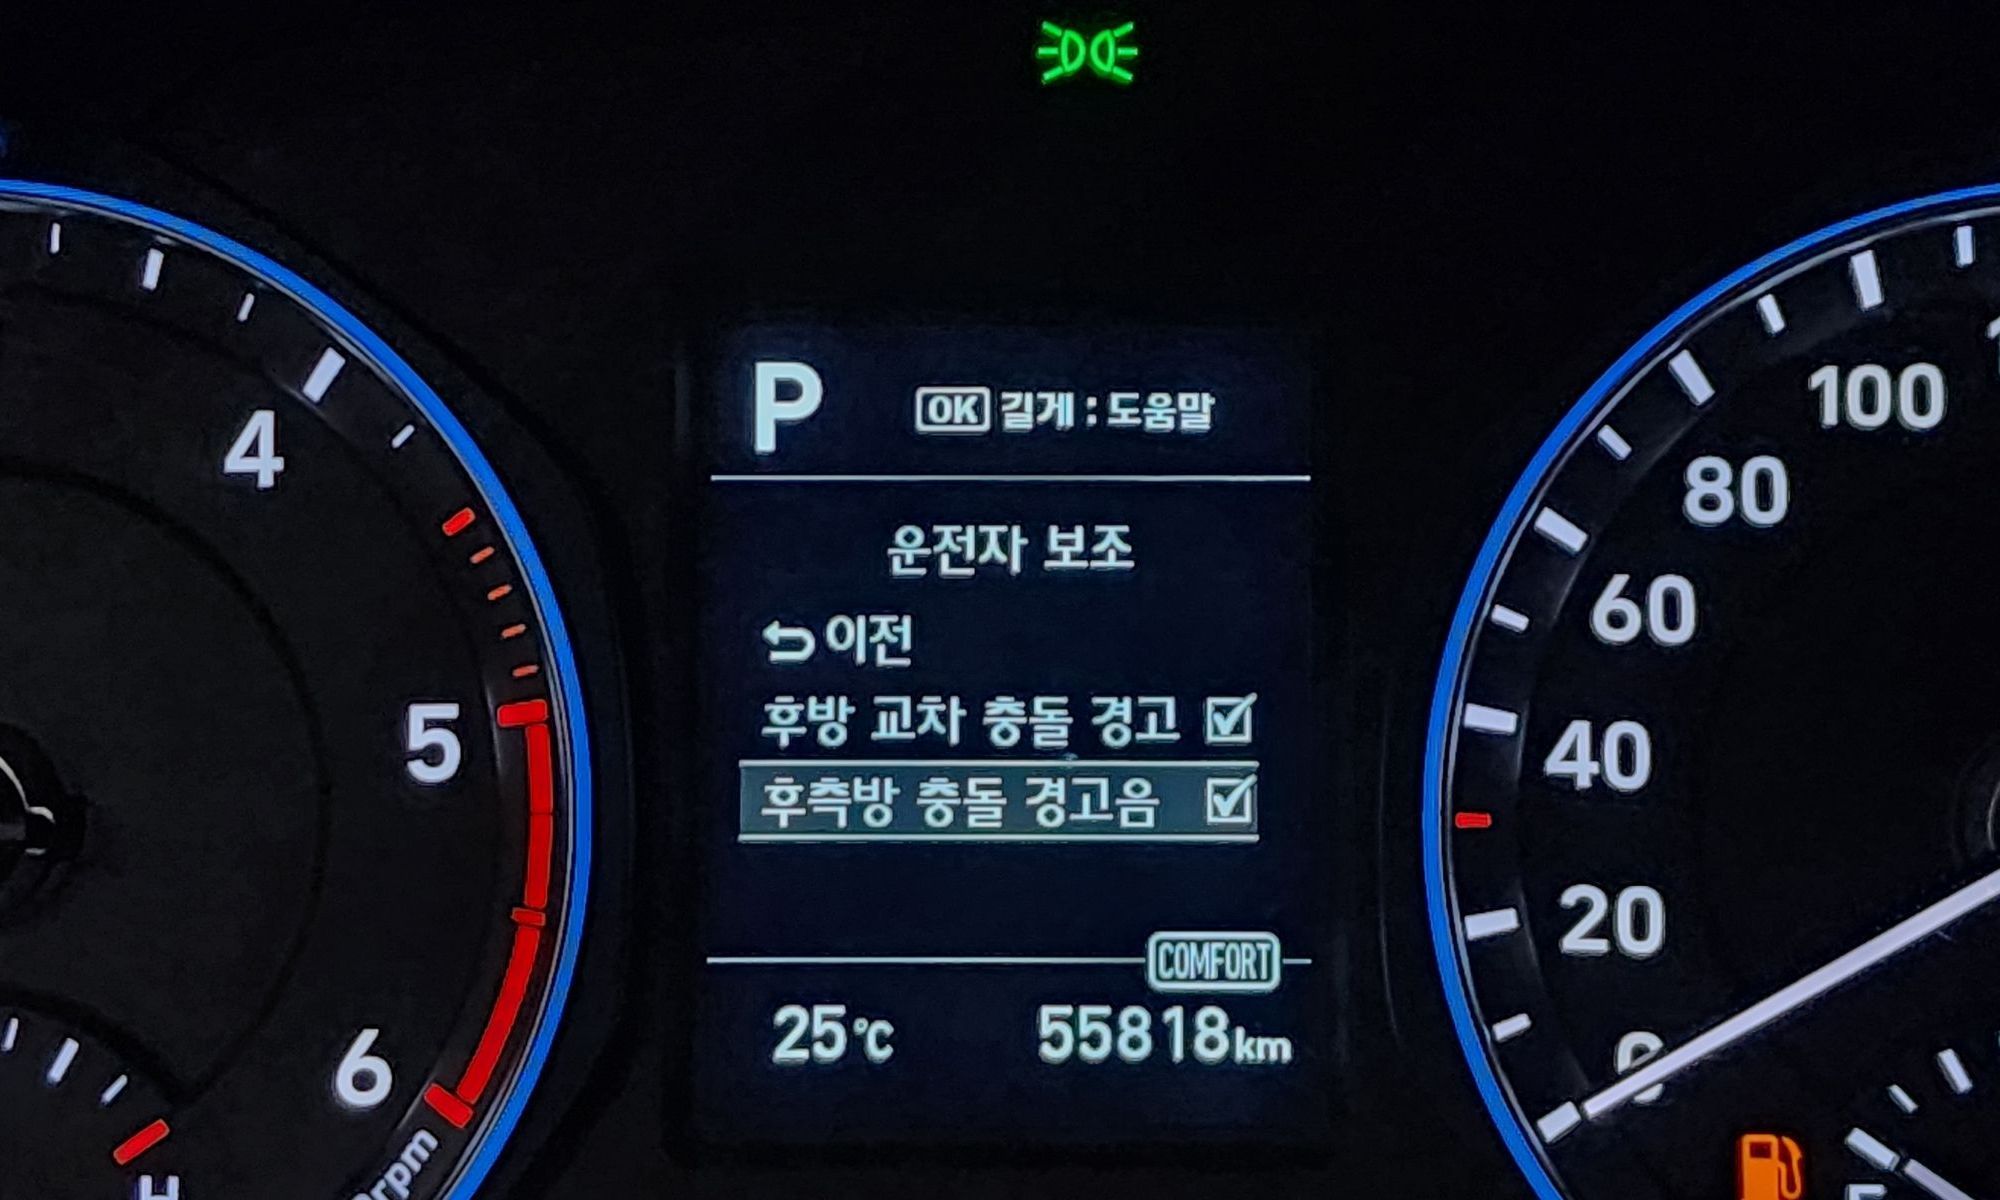 P
OK 길게 : 도움말
운전자 보조
이전
후방 교차 충돌 경고
후측방 충돌 경고음
COMFORT
25℃ 55818km
4
5
6
rpm
H
100
80
60
40
20
0